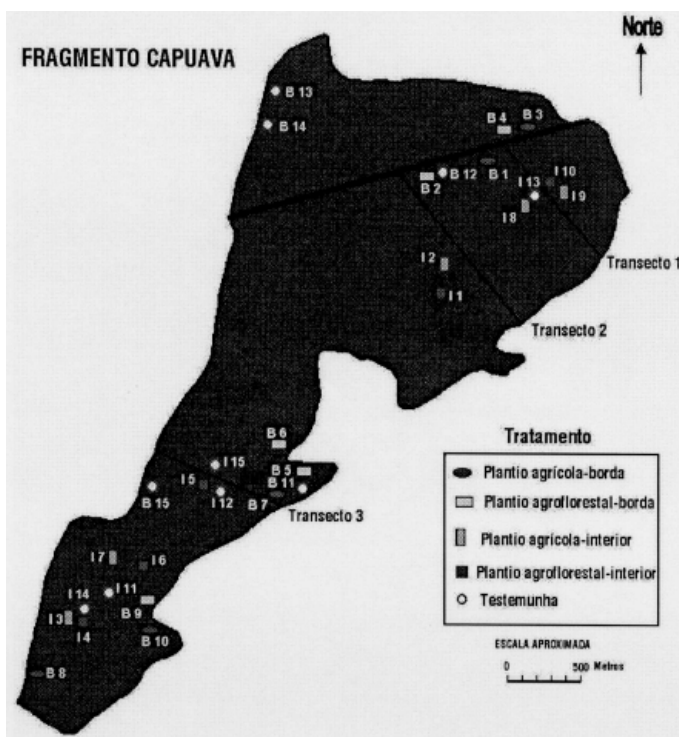 Norte
FRAGMENTO CAPUAVA
B 13
B 14
B 4
B 3
B 12
B 1
B 2
I 10
I 13
I 9
I 8
I 2
I 1
Transecto 1
Transecto 2
B 6
I 15
B 5
I 5
B 11
B 15
I 12
B 7
Transecto 3
I 7
I 6
I 14
I 11
I 3
B 9
I 4
B 10
B 8
Tratamento
Plantio agrícola-borda
Plantio agroflorestal-borda
Plantio agrícola-interior
Plantio agroflorestal-interior
Testemunha
ESCALA APROXIMADA
0 500 Metros